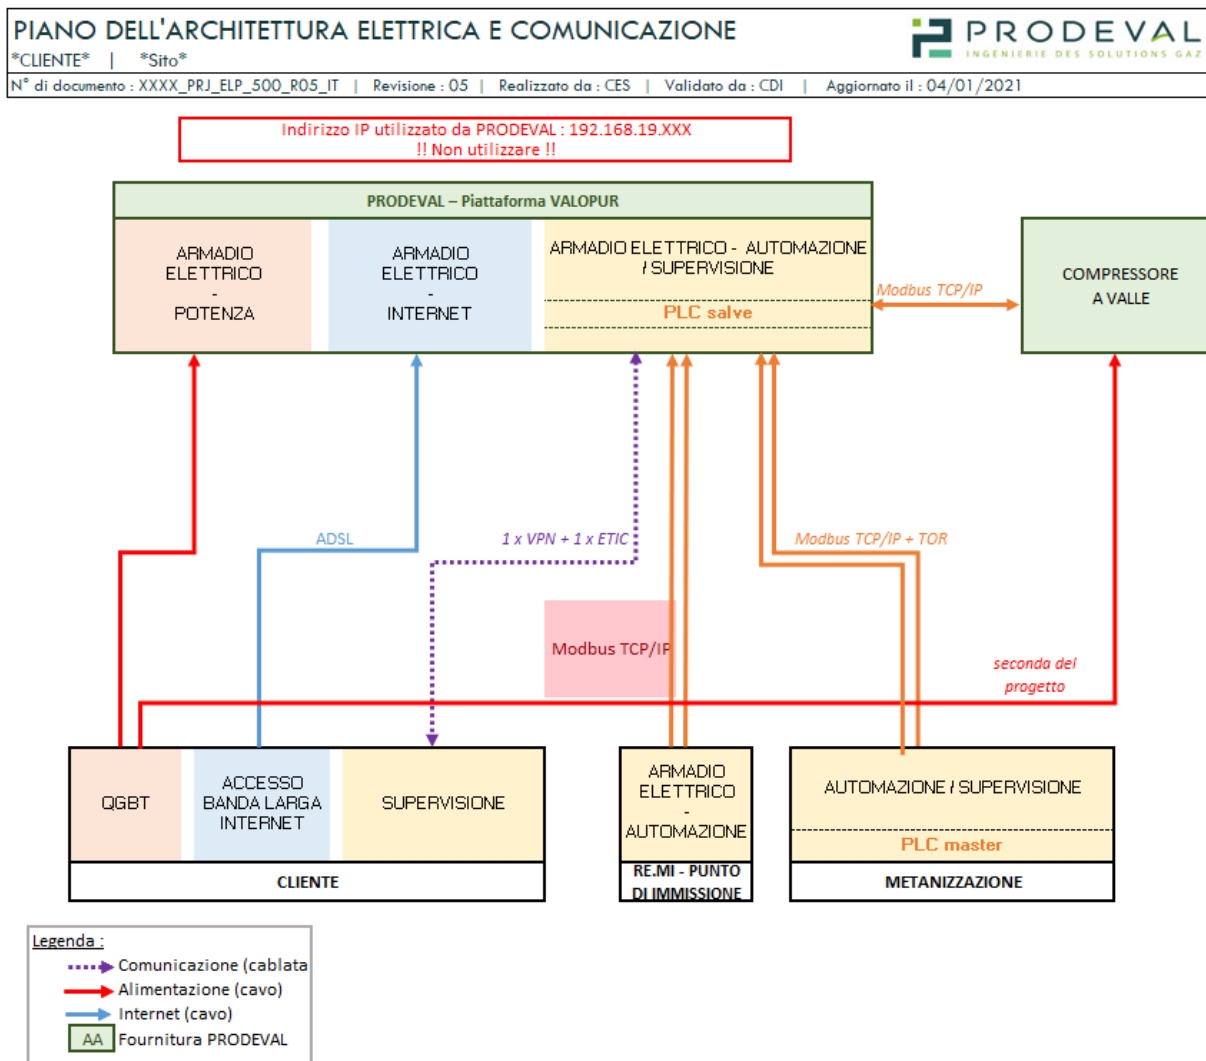 PIANO DELL'ARCHITETTURA ELETTRICA E COMUNICAZIONE
*CLIENTE* | *Sito*
PRODEVAL
INGÉNIERIE DES SOLUTIONS GAZ
N° di documento : XXXX_PRJ_ELP_500_R05_IT | Revisione : 05 | Realizzato da : CES | Validato da : CDI | Aggiornato il : 04/01/2021
Indirizzo IP utilizzato da PRODEVAL : 192.168.19.XXX
!! Non utilizzare !!
PRODEVAL – Piattaforma VALOPUR
ARMADIO
ELETTRICO
-
POTENZA
ARMADIO
ELETTRICO
-
INTERNET
ARMADIO ELETTRICO - AUTOMAZIONE
/ SUPERVISIONE
PLC salve
Modbus TCP/IP
COMPRESSORE
A VALLE
ADSL
1 x VPN + 1 x ETIC
Modbus TCP/IP + TOR
Modbus TCP/IP
seconda del
progetto
QGBT
ACCESSO
BANDA LARGA
INTERNET
SUPERVISIONE
CLIENTE
ARMADIO
ELETTRICO
-
AUTOMAZIONE
RE.MI - PUNTO
DI IMMISSIONE
AUTOMAZIONE / SUPERVISIONE
PLC master
METANIZZAZIONE
Legenda :
Comunicazione (cablata
Alimentazione (cavo)
Internet (cavo)
AA Fournitura PRODEVAL